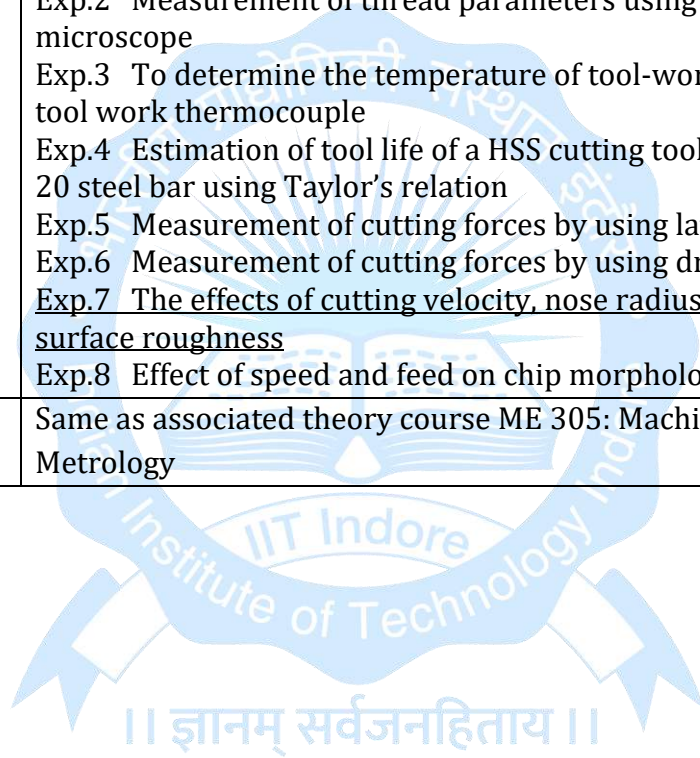 Exp.2 Measurement of thread parameters using
microscope
Exp.3 To determine the temperature of tool-wor
tool work thermocouple
Exp.4 Estimation of tool life of a HSS cutting tool
20 steel bar using Taylor's relation
Exp.5 Measurement of cutting forces by using la
Exp.6 Measurement of cutting forces by using dr
Exp.7 The effects of cutting velocity, nose radius
surface roughness
Exp.8 Effect of speed and feed on chip morpholo
Same as associated theory course ME 305: Machi
Metrology
भारतीय प्रौद्योगिकी संस्थान इंदौर
IIT Indore
Indian Institute of Technology Indore
।। ज्ञानम् सर्वजनहिताय ।।